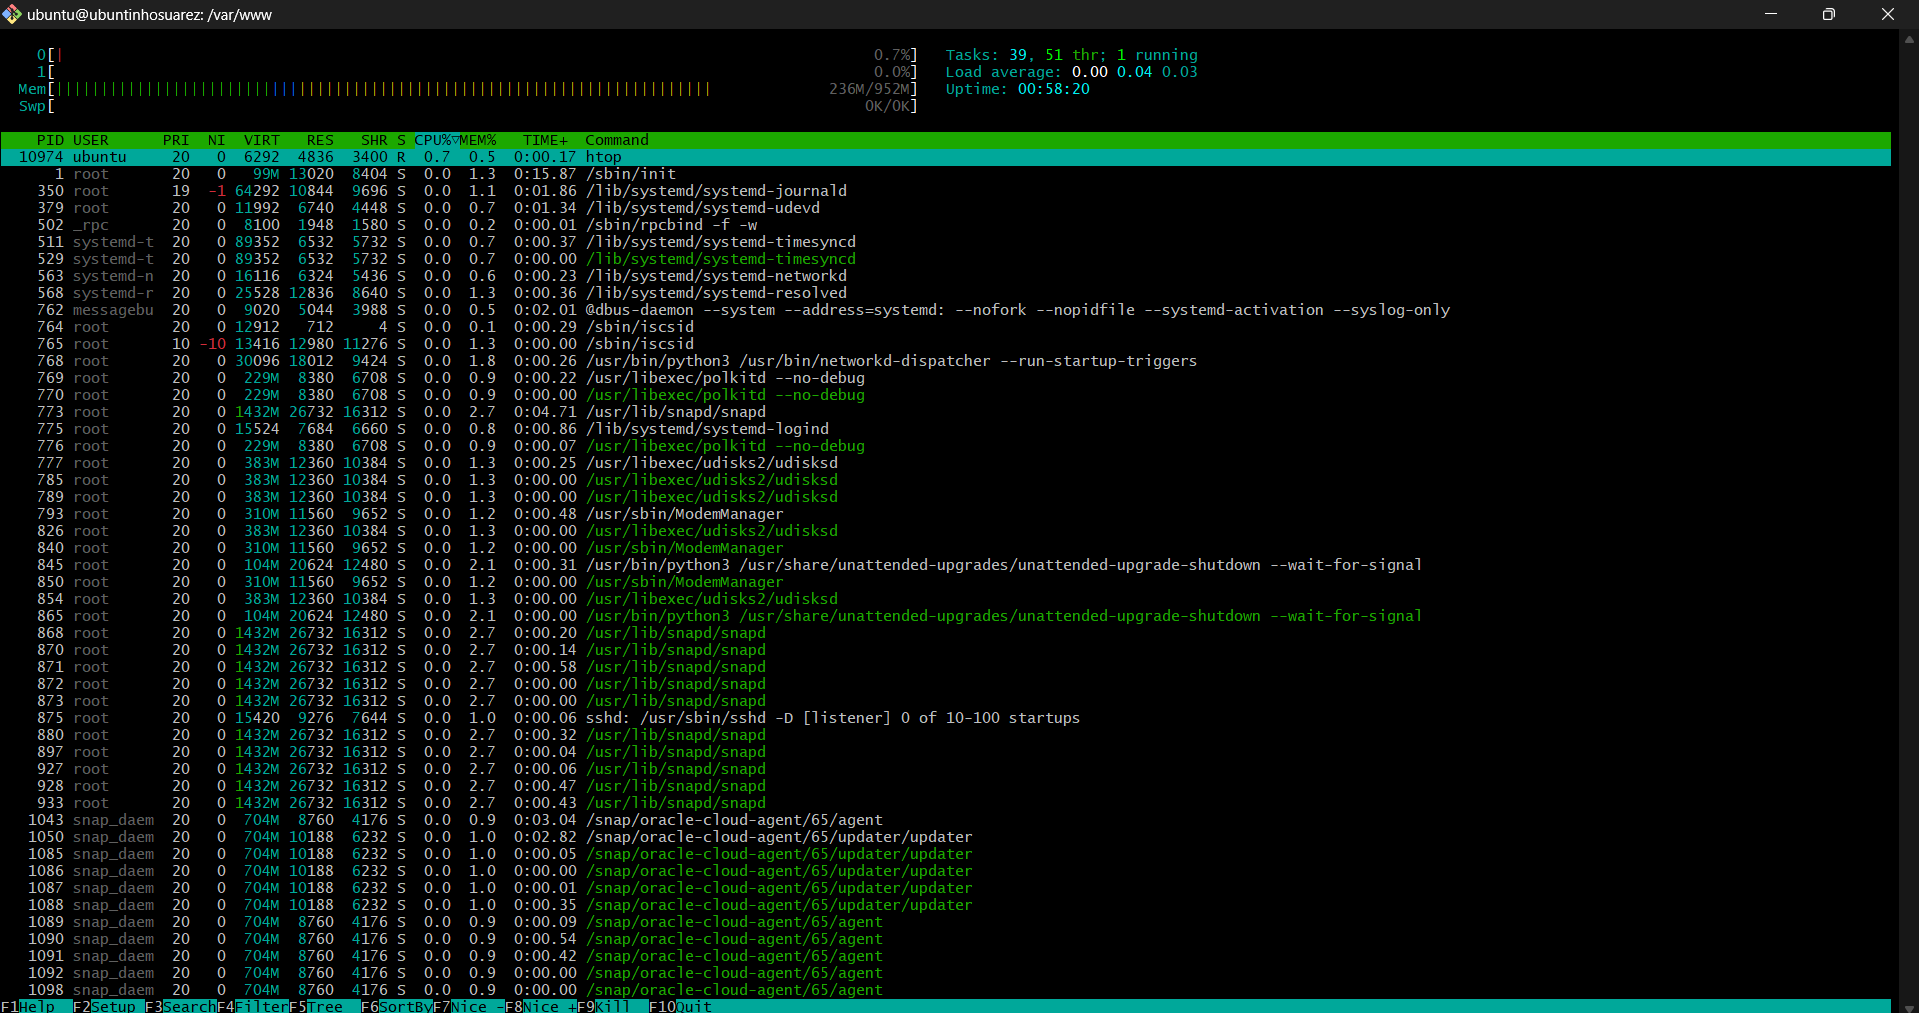 ubuntu@ubuntinhosuarez: /var/www
0[| 0.7%] Tasks: 39, 51 thr; 1 running
1[ 0.0%] Load average: 0.00 0.04 0.03
Mem[||||||||||||||||||||||||||||||||||||||||||||||||||||||||||||||||||||||||| 236M/952M] Uptime: 00:58:20
Swp[ 0K/0K]
PID USER PRI NI VIRT RES SHR S CPU%▽MEM% TIME+ Command
10974 ubuntu 20 0 6292 4836 3400 R 0.7 0.5 0:00.17 htop
1 root 20 0 99M 13020 8404 S 0.0 1.3 0:15.87 /sbin/init
350 root 19 -1 64292 10844 9696 S 0.0 1.1 0:01.86 /lib/systemd/systemd-journald
379 root 20 0 11992 6740 4448 S 0.0 0.7 0:01.34 /lib/systemd/systemd-udevd
502 _rpc 20 0 8100 1948 1580 S 0.0 0.2 0:00.01 /sbin/rpcbind -f -w
511 systemd-t 20 0 89352 6532 5732 S 0.0 0.7 0:00.37 /lib/systemd/systemd-timesyncd
529 systemd-t 20 0 89352 6532 5732 S 0.0 0.7 0:00.00 /lib/systemd/systemd-timesyncd
563 systemd-n 20 0 16116 6324 5436 S 0.0 0.6 0:00.23 /lib/systemd/systemd-networkd
568 systemd-r 20 0 25528 12836 8640 S 0.0 1.3 0:00.36 /lib/systemd/systemd-resolved
762 messagebu 20 0 9020 5044 3988 S 0.0 0.5 0:02.01 @dbus-daemon --system --address=systemd: --nofork --nopidfile --systemd-activation --syslog-only
764 root 20 0 12912 712 4 S 0.0 0.1 0:00.29 /sbin/iscsid
765 root 10 -10 13416 12980 11276 S 0.0 1.3 0:00.00 /sbin/iscsid
768 root 20 0 30096 18012 9424 S 0.0 1.8 0:00.26 /usr/bin/python3 /usr/bin/networkd-dispatcher --run-startup-triggers
769 root 20 0 229M 8380 6708 S 0.0 0.9 0:00.22 /usr/libexec/polkitd --no-debug
770 root 20 0 229M 8380 6708 S 0.0 0.9 0:00.00 /usr/libexec/polkitd --no-debug
773 root 20 0 1432M 26732 16312 S 0.0 2.7 0:04.71 /usr/lib/snapd/snapd
775 root 20 0 15524 7684 6660 S 0.0 0.8 0:00.86 /lib/systemd/systemd-logind
776 root 20 0 229M 8380 6708 S 0.0 0.9 0:00.07 /usr/libexec/polkitd --no-debug
777 root 20 0 383M 12360 10384 S 0.0 1.3 0:00.25 /usr/libexec/udisks2/udisksd
785 root 20 0 383M 12360 10384 S 0.0 1.3 0:00.00 /usr/libexec/udisks2/udisksd
789 root 20 0 383M 12360 10384 S 0.0 1.3 0:00.00 /usr/libexec/udisks2/udisksd
793 root 20 0 310M 11560 9652 S 0.0 1.2 0:00.48 /usr/sbin/ModemManager
826 root 20 0 383M 12360 10384 S 0.0 1.3 0:00.00 /usr/libexec/udisks2/udisksd
840 root 20 0 310M 11560 9652 S 0.0 1.2 0:00.00 /usr/sbin/ModemManager
845 root 20 0 104M 20624 12480 S 0.0 2.1 0:00.31 /usr/bin/python3 /usr/share/unattended-upgrades/unattended-upgrade-shutdown --wait-for-signal
850 root 20 0 310M 11560 9652 S 0.0 1.2 0:00.00 /usr/sbin/ModemManager
854 root 20 0 383M 12360 10384 S 0.0 1.3 0:00.00 /usr/libexec/udisks2/udisksd
865 root 20 0 104M 20624 12480 S 0.0 2.1 0:00.00 /usr/bin/python3 /usr/share/unattended-upgrades/unattended-upgrade-shutdown --wait-for-signal
868 root 20 0 1432M 26732 16312 S 0.0 2.7 0:00.20 /usr/lib/snapd/snapd
870 root 20 0 1432M 26732 16312 S 0.0 2.7 0:00.14 /usr/lib/snapd/snapd
871 root 20 0 1432M 26732 16312 S 0.0 2.7 0:00.58 /usr/lib/snapd/snapd
872 root 20 0 1432M 26732 16312 S 0.0 2.7 0:00.00 /usr/lib/snapd/snapd
873 root 20 0 1432M 26732 16312 S 0.0 2.7 0:00.00 /usr/lib/snapd/snapd
875 root 20 0 15420 9276 7644 S 0.0 1.0 0:00.06 sshd: /usr/sbin/sshd -D [listener] 0 of 10-100 startups
880 root 20 0 1432M 26732 16312 S 0.0 2.7 0:00.32 /usr/lib/snapd/snapd
897 root 20 0 1432M 26732 16312 S 0.0 2.7 0:00.04 /usr/lib/snapd/snapd
927 root 20 0 1432M 26732 16312 S 0.0 2.7 0:00.06 /usr/lib/snapd/snapd
928 root 20 0 1432M 26732 16312 S 0.0 2.7 0:00.47 /usr/lib/snapd/snapd
933 root 20 0 1432M 26732 16312 S 0.0 2.7 0:00.43 /usr/lib/snapd/snapd
1043 snap_daem 20 0 704M 8760 4176 S 0.0 0.9 0:03.04 /snap/oracle-cloud-agent/65/agent
1050 snap_daem 20 0 704M 10188 6232 S 0.0 1.0 0:02.82 /snap/oracle-cloud-agent/65/updater/updater
1085 snap_daem 20 0 704M 10188 6232 S 0.0 1.0 0:00.05 /snap/oracle-cloud-agent/65/updater/updater
1086 snap_daem 20 0 704M 10188 6232 S 0.0 1.0 0:00.00 /snap/oracle-cloud-agent/65/updater/updater
1087 snap_daem 20 0 704M 10188 6232 S 0.0 1.0 0:00.01 /snap/oracle-cloud-agent/65/updater/updater
1088 snap_daem 20 0 704M 10188 6232 S 0.0 1.0 0:00.35 /snap/oracle-cloud-agent/65/updater/updater
1089 snap_daem 20 0 704M 8760 4176 S 0.0 0.9 0:00.09 /snap/oracle-cloud-agent/65/agent
1090 snap_daem 20 0 704M 8760 4176 S 0.0 0.9 0:00.54 /snap/oracle-cloud-agent/65/agent
1091 snap_daem 20 0 704M 8760 4176 S 0.0 0.9 0:00.42 /snap/oracle-cloud-agent/65/agent
1092 snap_daem 20 0 704M 8760 4176 S 0.0 0.9 0:00.00 /snap/oracle-cloud-agent/65/agent
1098 snap_daem 20 0 704M 8760 4176 S 0.0 0.9 0:00.00 /snap/oracle-cloud-agent/65/agent
F1Help F2Setup F3SearchF4FilterF5Tree F6SortByF7Nice -F8Nice +F9Kill F10Quit